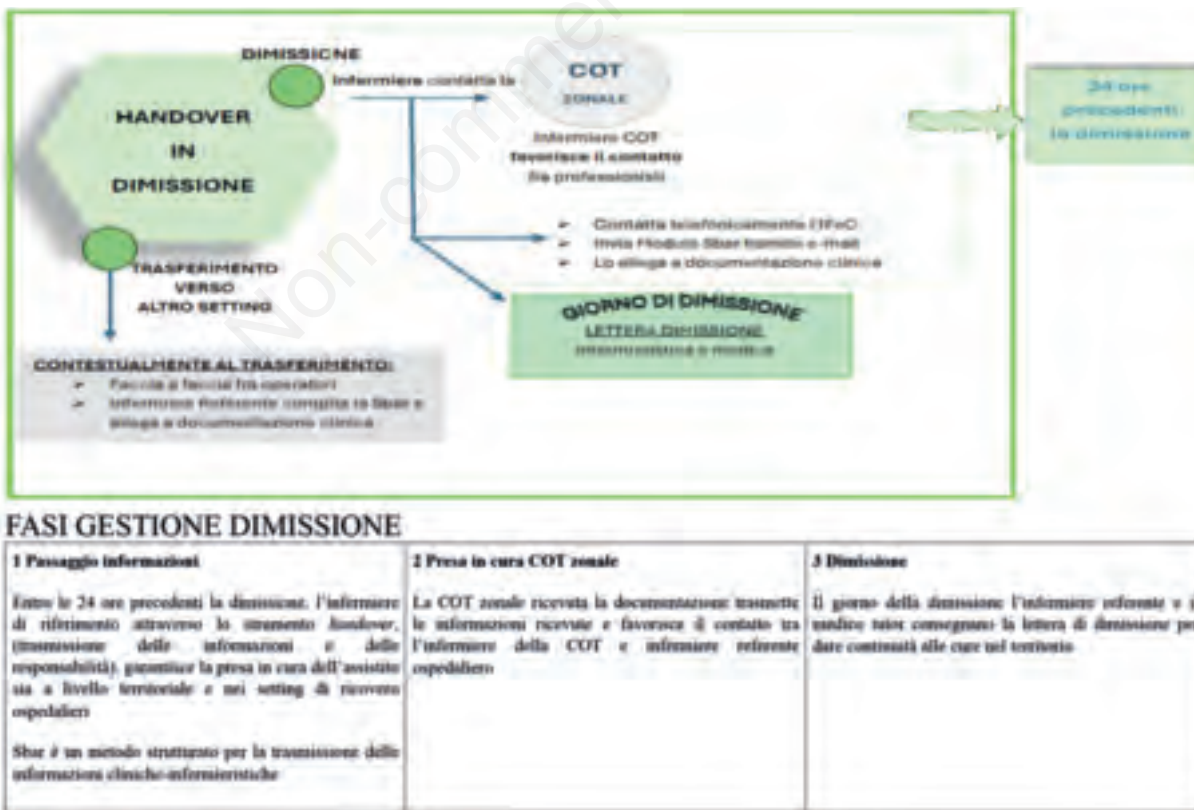 DIMISSIONE
Infermiere contatta la
COT
ZONALE
HANDOVER
IN
DIMISSIONE
Infermiere COT
favorisce il contatto
fra professionisti
24 ore
precedenti
la dimissione
Contatta telefonicamente l'IFeC
Invia Modulo Sbar tramite e-mail
Lo allega a documentazione clinica
TRASFERIMENTO
VERSO
ALTRO SETTING
GIORNO DI DIMISSIONE
LETTERA DIMISSIONE
infermieristica e medica
CONTESTUALMENTE AL TRASFERIMENTO:
Faccia a faccia fra operatori
Infermiere Referente compila la Sbar e
allega a documentazione clinica
Non-comme
FASI GESTIONE DIMISSIONE
1 Passaggio informazioni
Entro le 24 ore precedenti la dimissione, l'infermiere
di riferimento attraverso lo strumento handover,
(trasmissione delle informazioni e delle
responsabilità), garantisce la presa in cura dell'assistito
sia a livello territoriale e nei setting di ricovero
ospedalieri
Sbar è un metodo strutturato per la trasmissione delle
informazioni cliniche-infermieristiche
2 Presa in cura COT zonale
La COT zonale ricevuta la documentazione trasmette
le informazioni ricevute e favorisce il contatto tra
l'infermiere della COT e infermiere referente
ospedaliero
3 Dimissione
Il giorno della dimissione l'infermiere referente e
medico tutor consegnano la lettera di dimissione per
dare continuità alle cure nel territorio